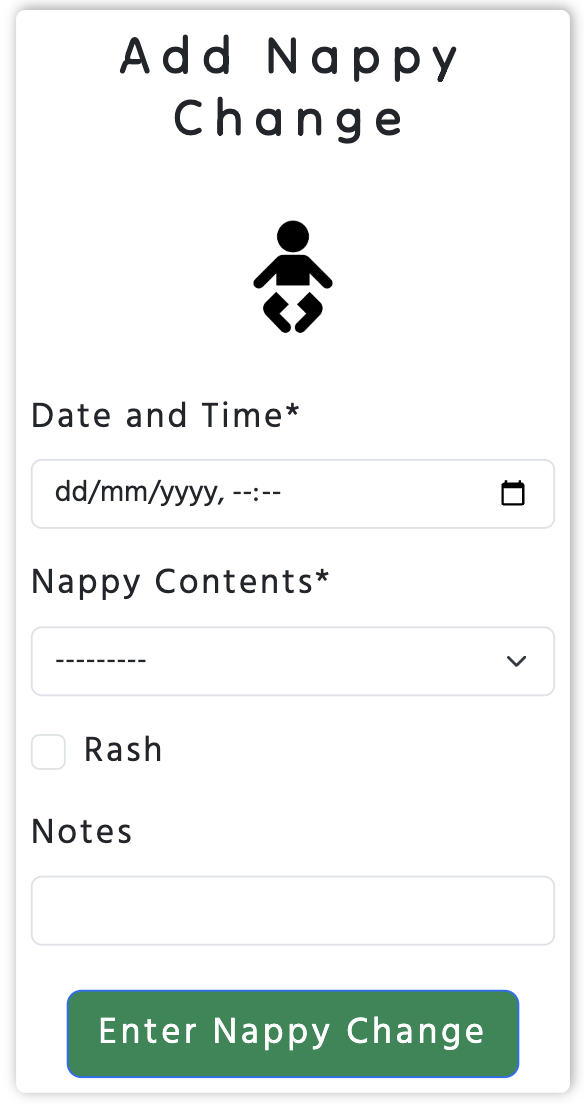 Add Nappy
Change
Date and Time*
dd/mm/yyyy, --:--
Nappy Contents*
---------
Rash
Notes
Enter Nappy Change